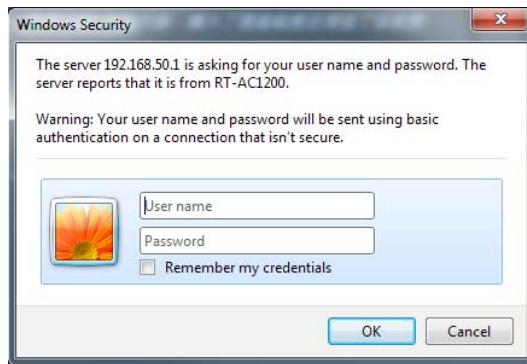 Windows Security
The server 192.168.50.1 is asking for your user name and password. The
server reports that it is from RT-AC1200.
Warning: Your user name and password will be sent using basic
authentication on a connection that isn't secure.
User name
Password
Remember my credentials
OK
Cancel